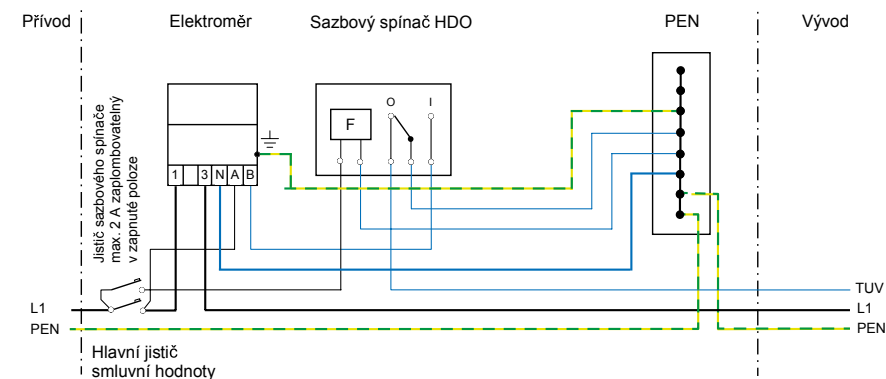 Přívod
Elektroměr
Sazbový spínač HDO
PEN
Vývod
Jistič sazbového spínače
max. 2 A zaplombovatelný
v zapnuté poloze
F
O
I
1
3
N
A
B
TUV
L1
L1
PEN
PEN
Hlavní jistič
smluvní hodnoty